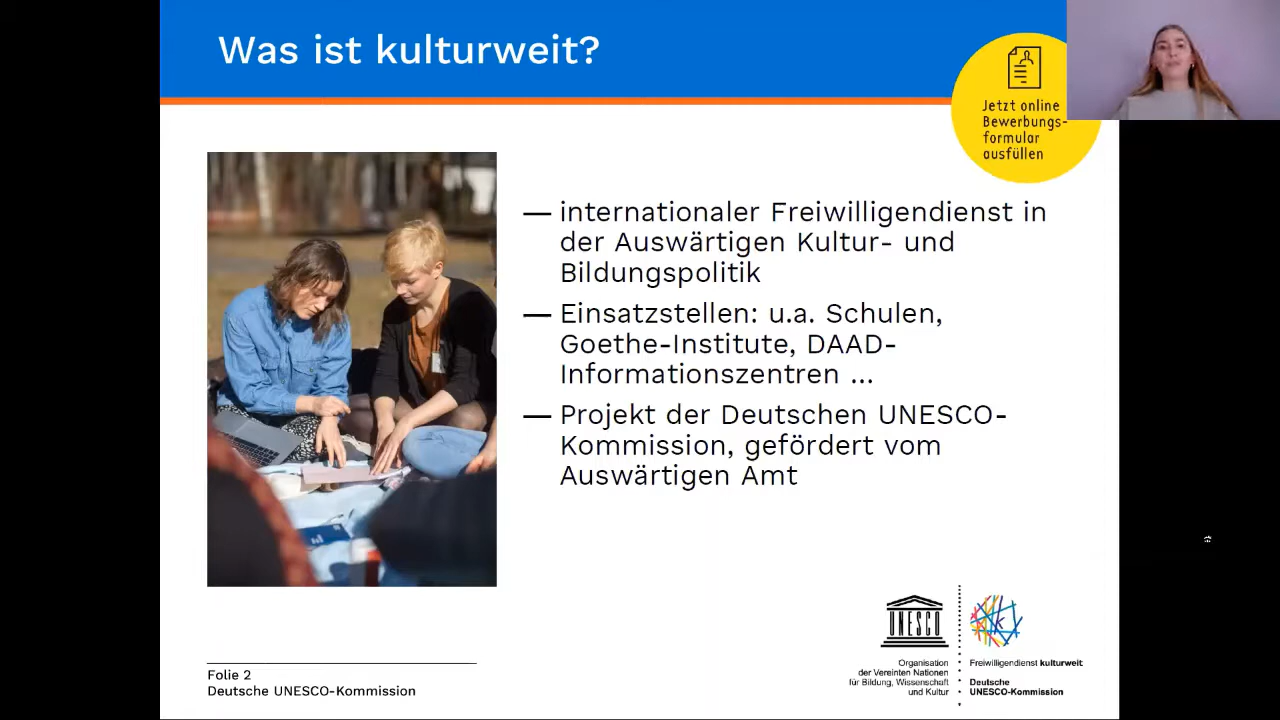 Was ist kulturweit?
Jetzt online
Bewerbungs-
formular
ausfüllen
— internationaler Freiwilligendienst in
der Auswärtigen Kultur- und
Bildungspolitik
— Einsatzstellen: u.a. Schulen,
Goethe-Institute, DAAD-
Informationszentren ...
— Projekt der Deutschen UNESCO-
Kommission, gefördert vom
Auswärtigen Amt
Folie 2
Deutsche UNESCO-Kommission
UNESCO
Organisation
der Vereinten Nationen
für Bildung, Wissenschaft
und Kultur
k
Freiwilligendienst kulturweit
Deutsche
UNESCO-Kommission